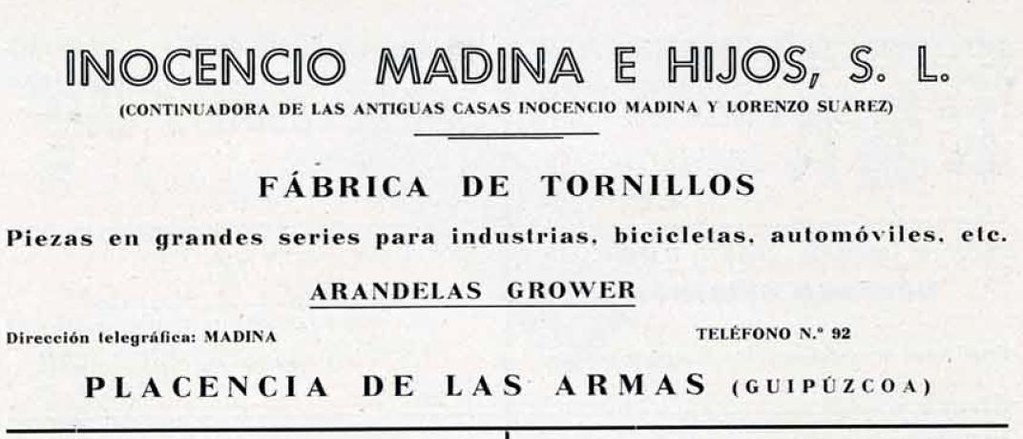 INOCENCIO MADINA E HIJOS, S. L.
(CONTINUADORA DE LAS ANTIGUAS CASAS INOCENCIO MADINA Y LORENZO SUAREZ)
FÁBRICA DE TORNILLOS
Piezas en grandes series para industrias, bicicletas, automóviles, etc.
ARANDELAS GROWER
Dirección telegráfica: MADINA TELÉFONO N.º 92
PLACENCIA DE LAS ARMAS (GUIPÚZCOA)